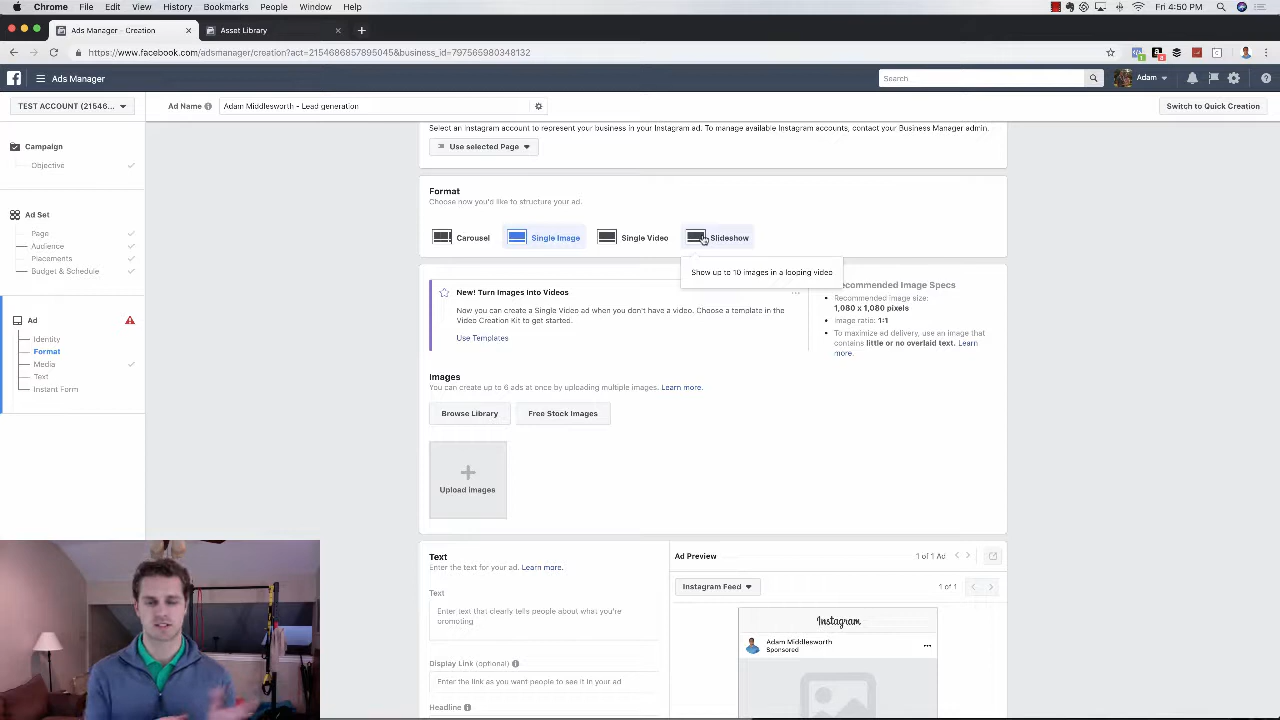 Chrome File Edit View History Bookmarks People Window Help
Fri 4:50 PM
Ads Manager - Creation
Asset Library
https://www.facebook.com/adsmanager/creation?act=2154686857895045&business_id=797565980348132
Ads Manager
Search
Adam
TEST ACCOUNT (21546...
Ad Name
Adam Middlesworth - Lead generation
Switch to Quick Creation
Campaign
Objective
Ad Set
Page
Audience
Placements
Budget & Schedule
Ad
Identity
Format
Media
Text
Instant Form
Select an Instagram account to represent your business in your Instagram ad. To manage available Instagram accounts, contact your Business Manager admin.
Use selected Page
Format
Choose how you'd like to structure your ad.
Carousel
Single Image
Single Video
Slideshow
Show up to 10 images in a looping video
New! Turn Images Into Videos
Now you can create a Single Video ad when you don't have a video. Choose a template in the
Video Creation Kit to get started.
Use Templates
Recommended Image Specs
Recommended image size:
1,080 x 1,080 pixels
Image ratio: 1:1
To maximize ad delivery, use an image that
contains little or no overlaid text. Learn
more.
Images
You can create up to 6 ads at once by uploading multiple images. Learn more.
Browse Library
Free Stock Images
Upload Images
Text
Enter the text for your ad. Learn more.
Text
Enter text that clearly tells people about what you're
promoting
Display Link (optional)
Enter the link as you want people to see it in your ad
Headline
Ad Preview
1 of 1 Ad
Instagram Feed
1 of 1
Instagram
Adam Middlesworth
Sponsored